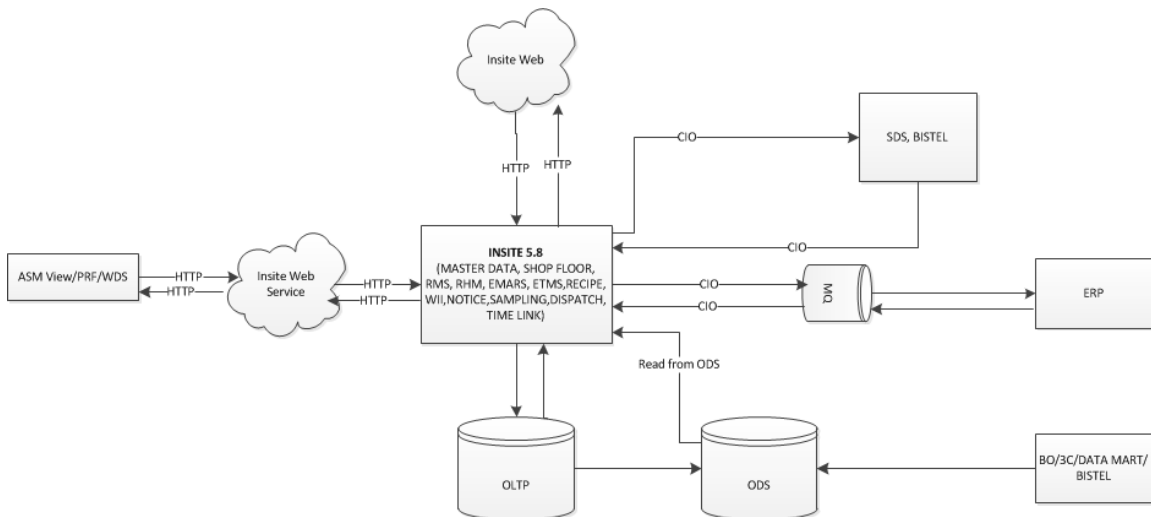 Insite Web
HTTP
HTTP
CIO
SDS, BISTEL
CIO
INSITE 5.8
(MASTER DATA, SHOP FLOOR,
RMS, RHM, EMARS, ETMS,RECIPE,
WII,NOTICE,SAMPLING,DISPATCH,
TIME LINK)
ASM View/PRF/WDS
HTTP
HTTP
Insite Web
Service
HTTP
HTTP
CIO
CIO
MQ
ERP
Read from ODS
OLTP
ODS
BO/3C/DATA MART/
BISTEL